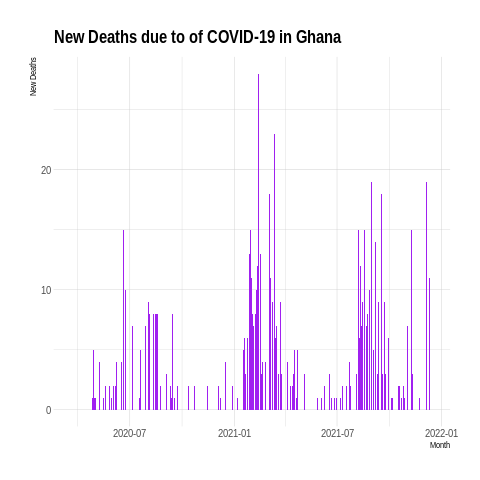 New Deaths due to of COVID-19 in Ghana
New Deaths
20
10
0
2020-07 2021-01 2021-07 2022-01
Month